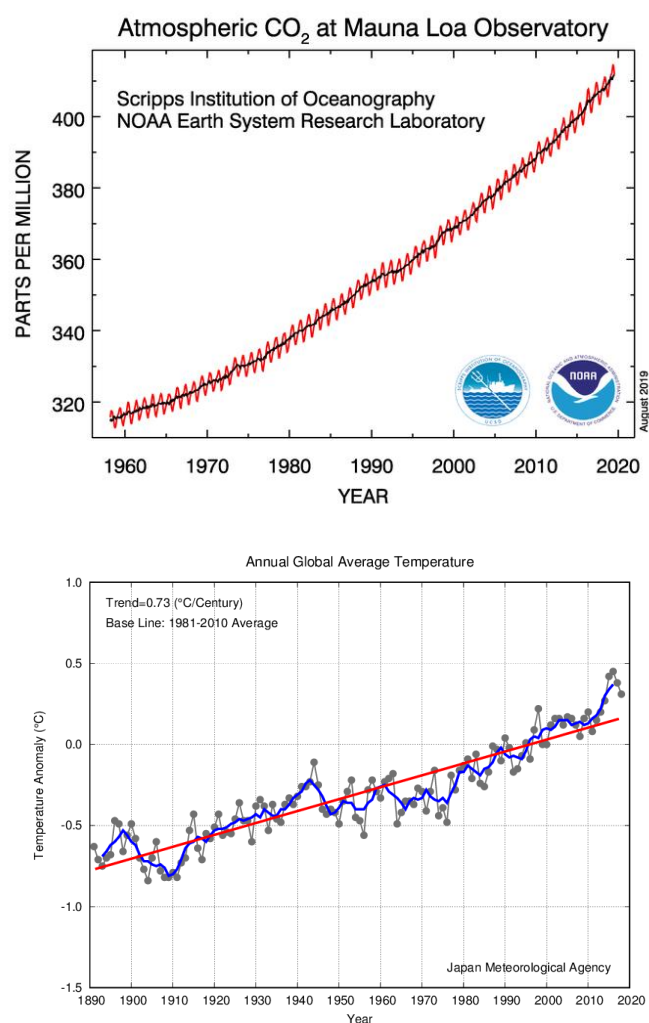 Atmospheric CO2 at Mauna Loa Observatory
Scripps Institution of Oceanography
NOAA Earth System Research Laboratory
PARTS PER MILLION
400
380
360
340
320
NOAA
August 2019
1960 1970 1980 1990 2000 2010 2020
YEAR
Annual Global Average Temperature
Trend=0.73 (°C/Century)
Base Line: 1981-2010 Average
Temperature Anomaly (°C)
1.0
0.5
0.0
-0.5
-1.0
-1.5
Japan Meteorological Agency
1890 1900 1910 1920 1930 1940 1950 1960 1970 1980 1990 2000 2010 2020
Year